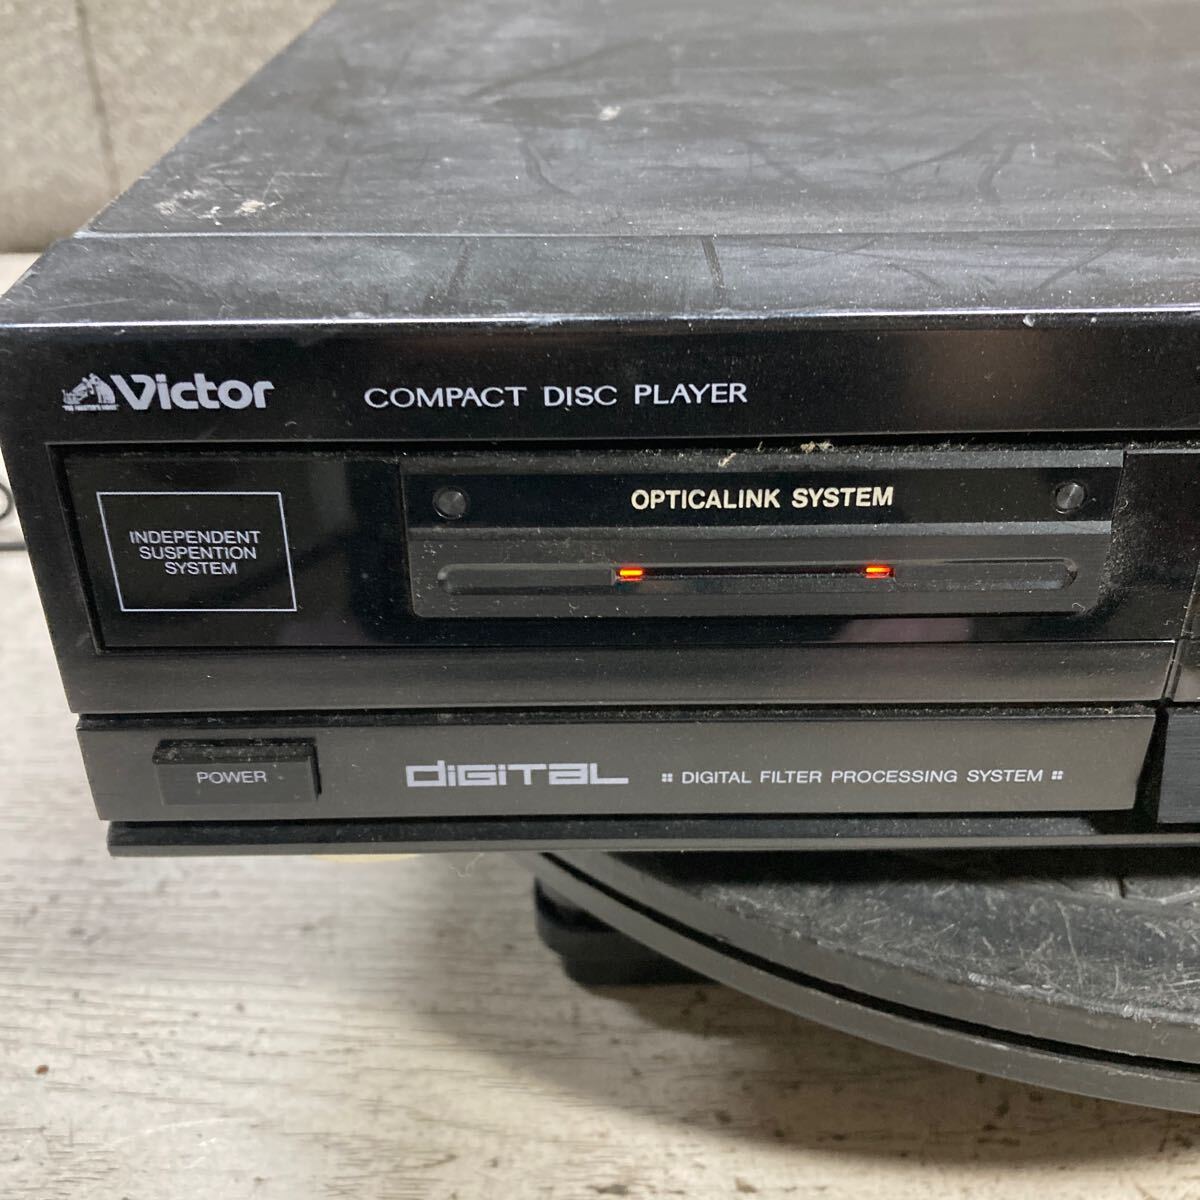 Victor
COMPACT DISC PLAYER
INDEPENDENT
SUSPENTION
SYSTEM
OPTICALINK SYSTEM
POWER
DiGiTAL
DIGITAL FILTER PROCESSING SYSTEM